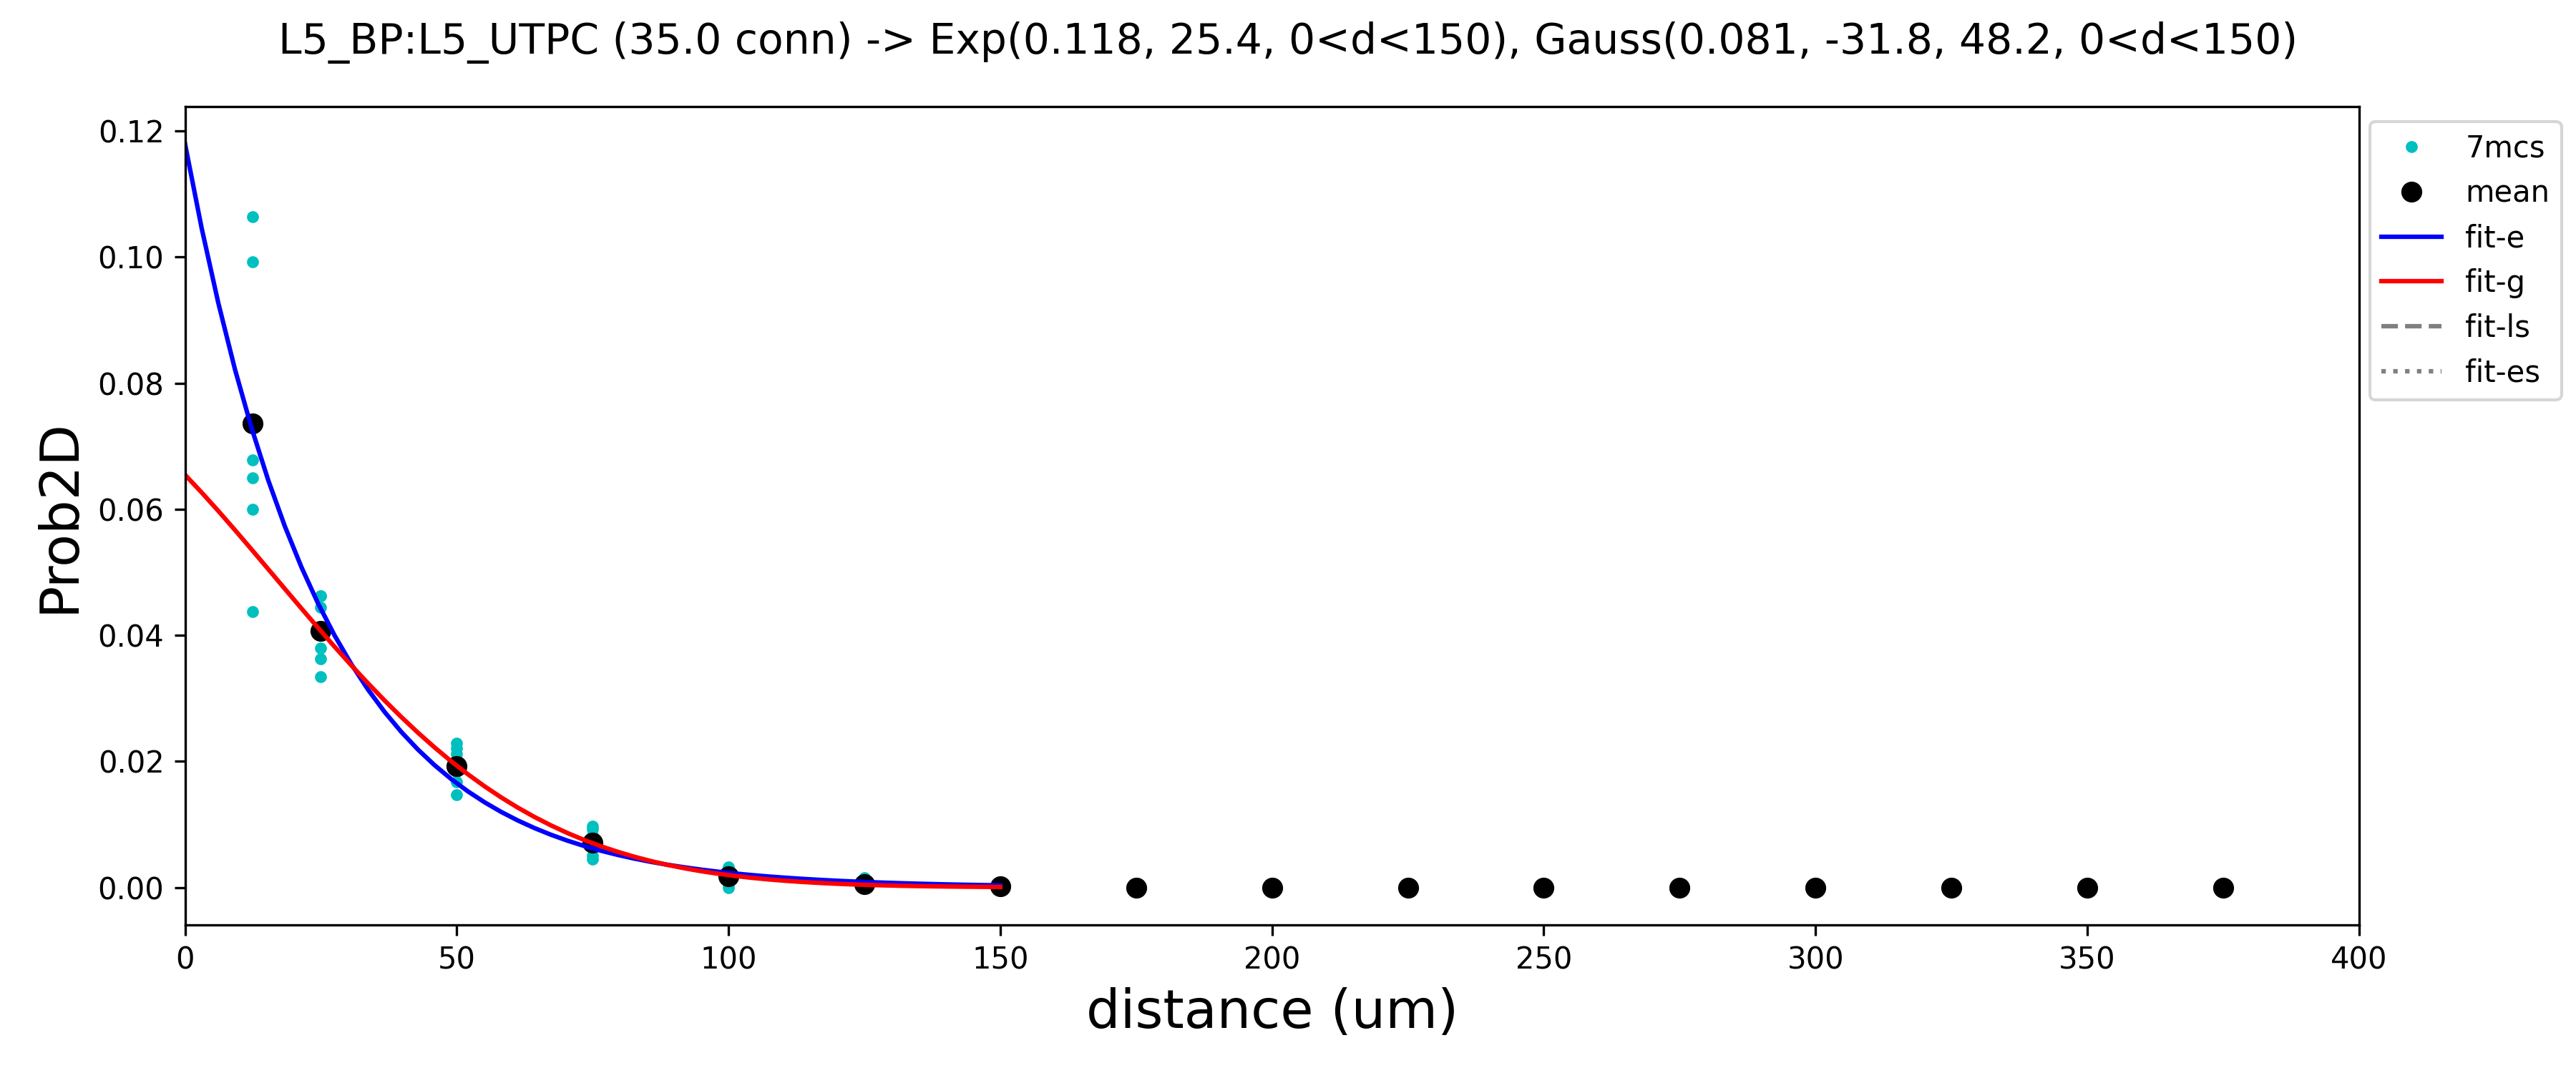 L5_BP:L5_UTPC (35.0 conn) -> Exp(0.118, 25.4, 0<d<150), Gauss(0.081, -31.8, 48.2, 0<d<150)
0.12
0.10
0.08
0.06
0.04
0.02
0.00
Prob2D
0 50 100 150 200 250 300 350 400
distance (um)
7mcs
mean
fit-e
fit-g
fit-ls
fit-es